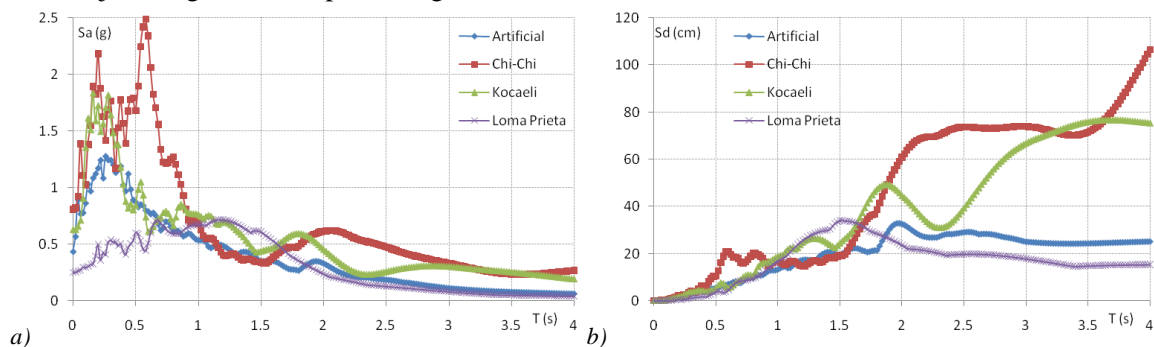 2.5
Sa (g)
2
1.5
1
0.5
0
0 0.5 1 1.5 2 2.5 3 3.5 4
T (s)
Artificial
Chi-Chi
Kocaeli
Loma Prieta
a)
120
Sd (cm)
100
80
60
40
20
0
0 0.5 1 1.5 2 2.5 3 3.5 4
T (s)
Artificial
Chi-Chi
Kocaeli
Loma Prieta
b)